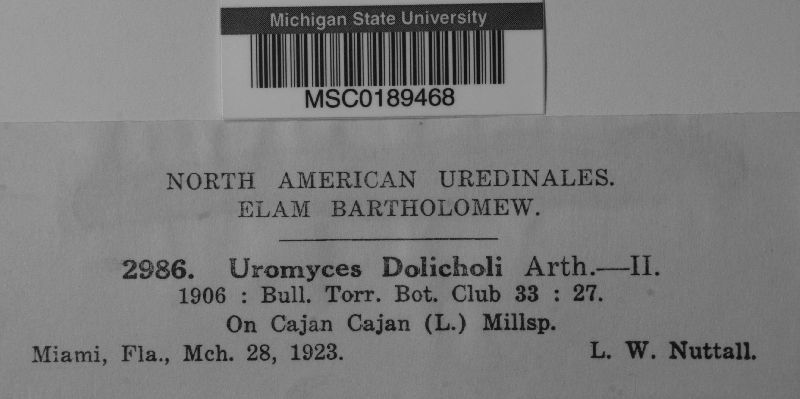 Michigan State University
MSC0189468
NORTH AMERICAN UREDINALES.
ELAM BARTHOLOMEW.
2986. Uromyces Dolicholi Arth.—II.
1906 : Bull. Torr. Bot. Club 33 : 27.
On Cajan Cajan (L.) Millsp.
Miami, Fla., Mch. 28, 1923. L. W. Nuttall.